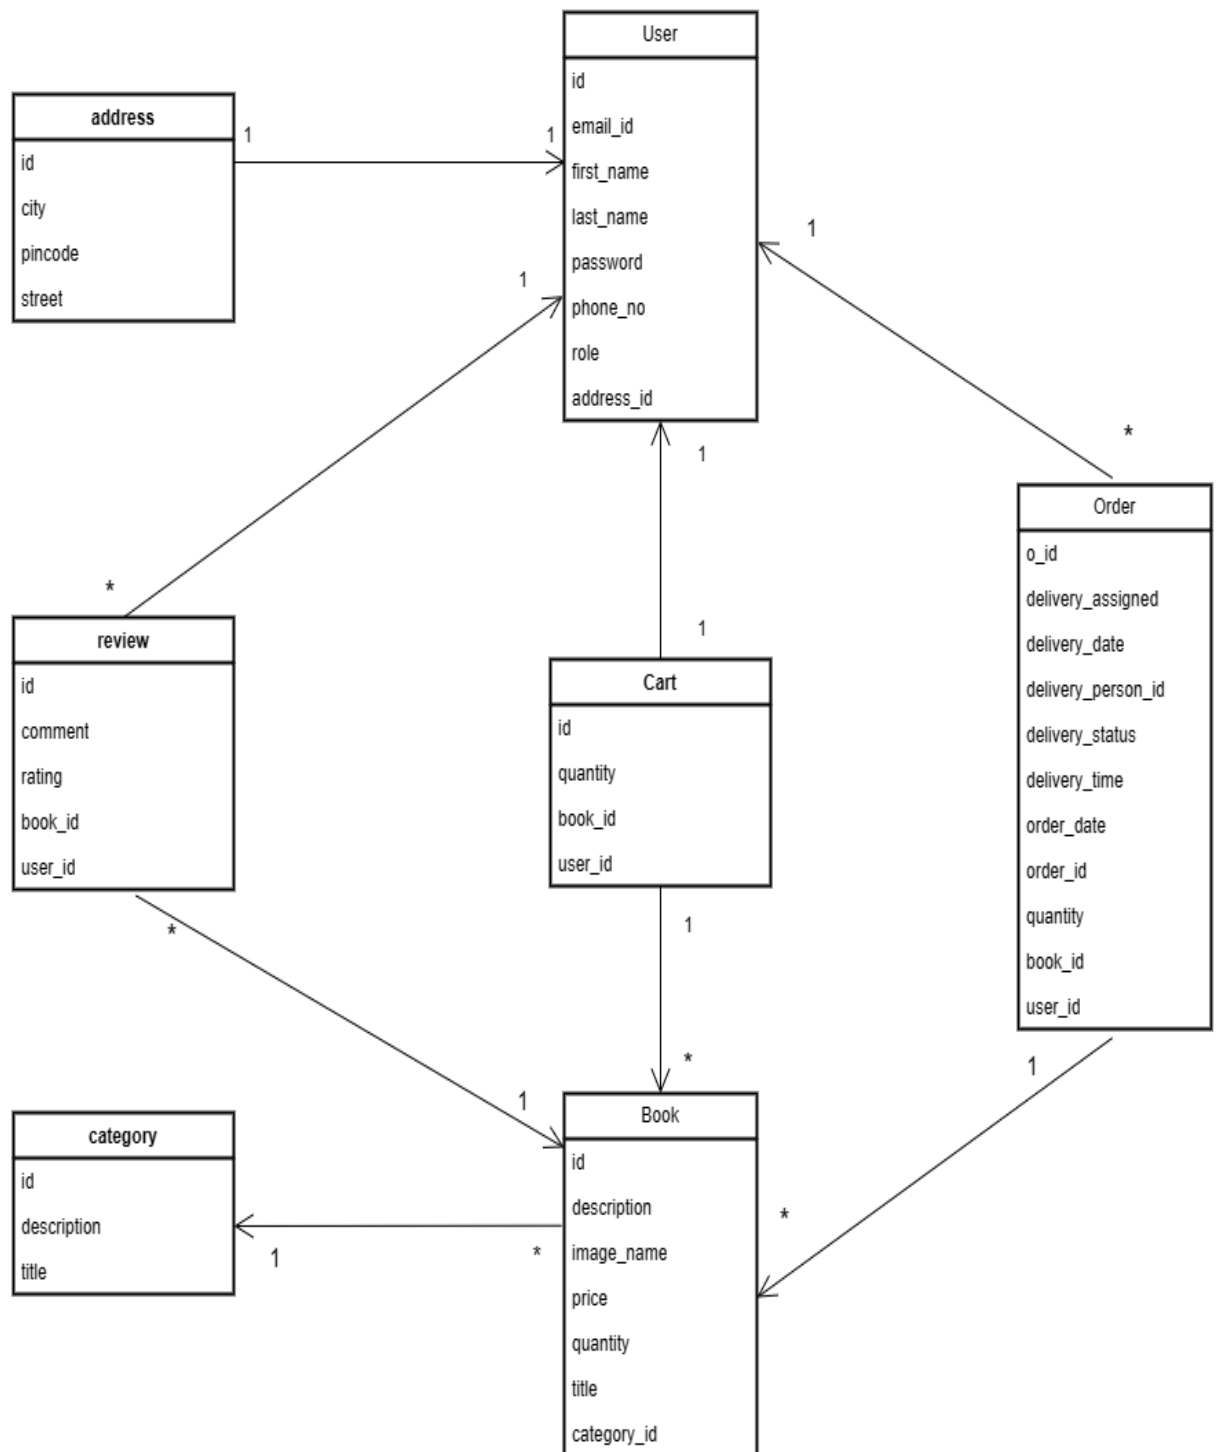 User
id
email_id
first_name
last_name
password
phone_no
role
address_id
address
id
city
pincode
street
1
1
1
1
*
1
*
1
Order
o_id
delivery_assigned
delivery_date
delivery_person_id
delivery_status
delivery_time
order_date
order_id
quantity
book_id
user_id
review
id
comment
rating
book_id
user_id
Cart
id
quantity
book_id
user_id
*
1
1
*
1
*
1
*
category
id
description
title
Book
id
description
image_name
price
quantity
title
category_id